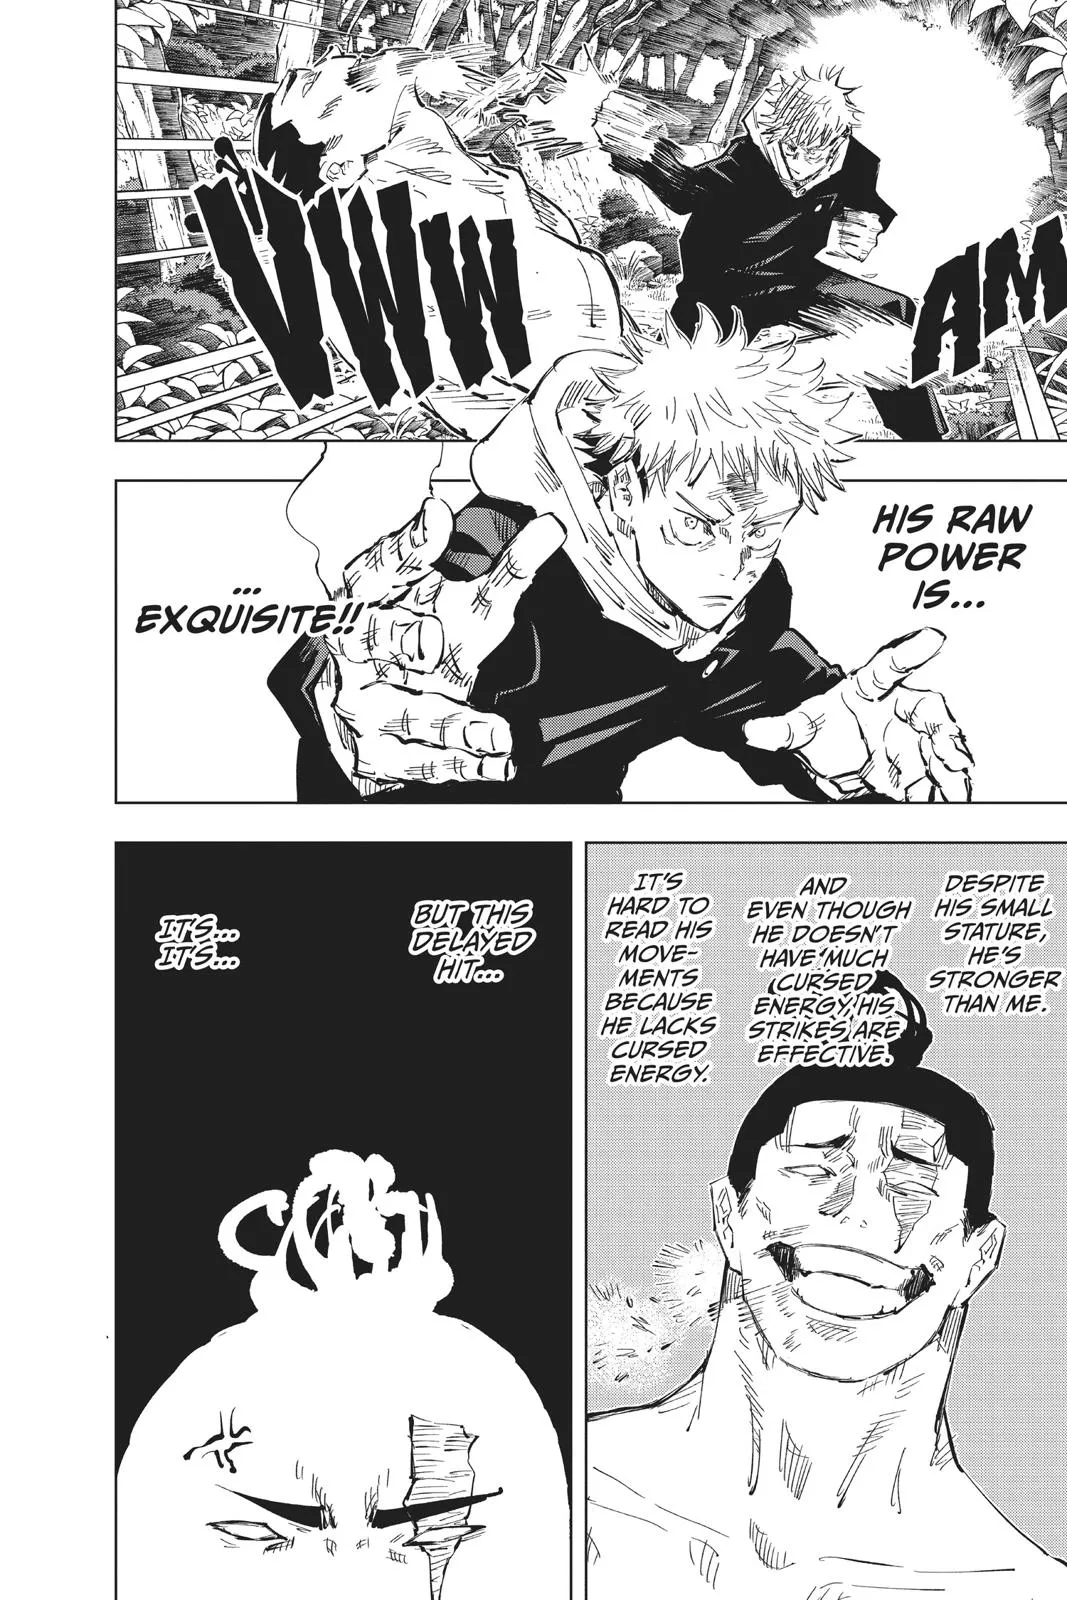 VWW
AM
HIS RAW
POWER
IS...
...
EXQUISITE!!
DESPITE
HIS SMALL
STATURE,
HE'S
STRONGER
THAN ME.
AND
EVEN THOUGH
HE DOESN'T
HAVE MUCH
CURSED
ENERGY, HIS
STRIKES ARE
EFFECTIVE.
IT'S
HARD TO
READ HIS
MOVE-
MENTS
BECAUSE
HE LACKS
CURSED
ENERGY.
BUT THIS
DELAYED
HIT...
IT'S...
IT'S...